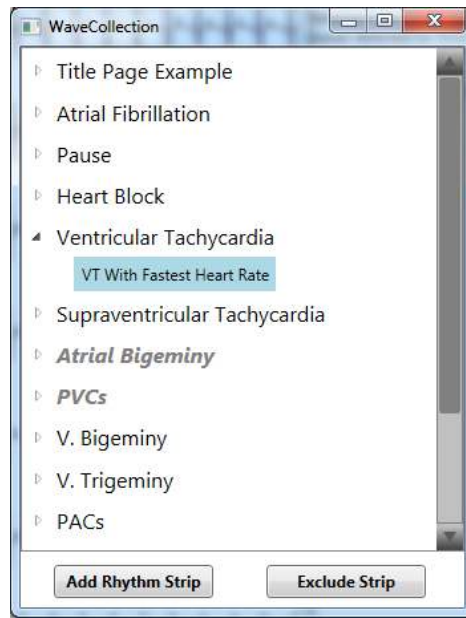 WaveCollection
Title Page Example
Atrial Fibrillation
Pause
Heart Block
Ventricular Tachycardia
VT With Fastest Heart Rate
Supraventricular Tachycardia
Atrial Bigeminy
PVCs
V. Bigeminy
V. Trigeminy
PACs
Add Rhythm Strip Exclude Strip